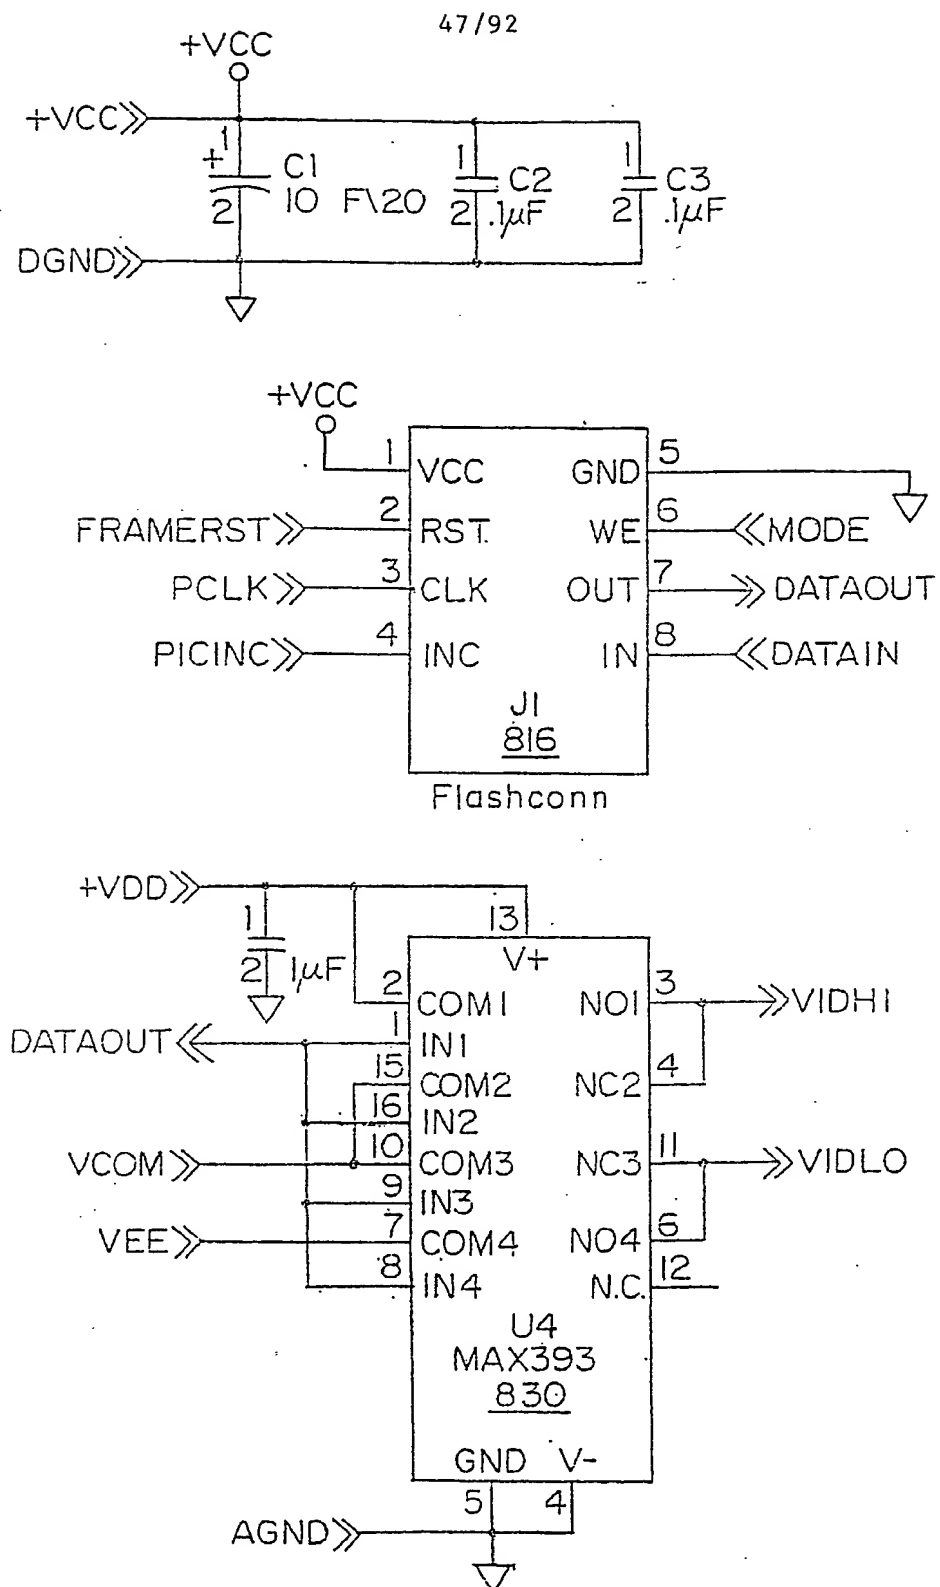 47/92
+VCC
+VCC
1
+
C1
10 F\20
2
1
C2
2
.1µF
1
C3
2
.1µF
DGND
+VCC
1
VCC
GND
5
FRAMERST
2
RST.
WE
6
MODE
PCLK
3
CLK
OUT
7
DATAOUT
PICINC
4
INC
IN
8
DATAIN
J1
816
Flashconn
+VDD
1
2
1µF
13
V+
2
COM1
NO1
3
VIDHI
DATAOUT
1
IN1
15
COM2
NC2
4
16
IN2
VCOM
10
COM3
NC3
11
VIDLO
9
IN3
VEE
7
COM4
NO4
6
8
IN4
N.C.
12
U4
MAX393
830
GND
V-
5
4
AGND